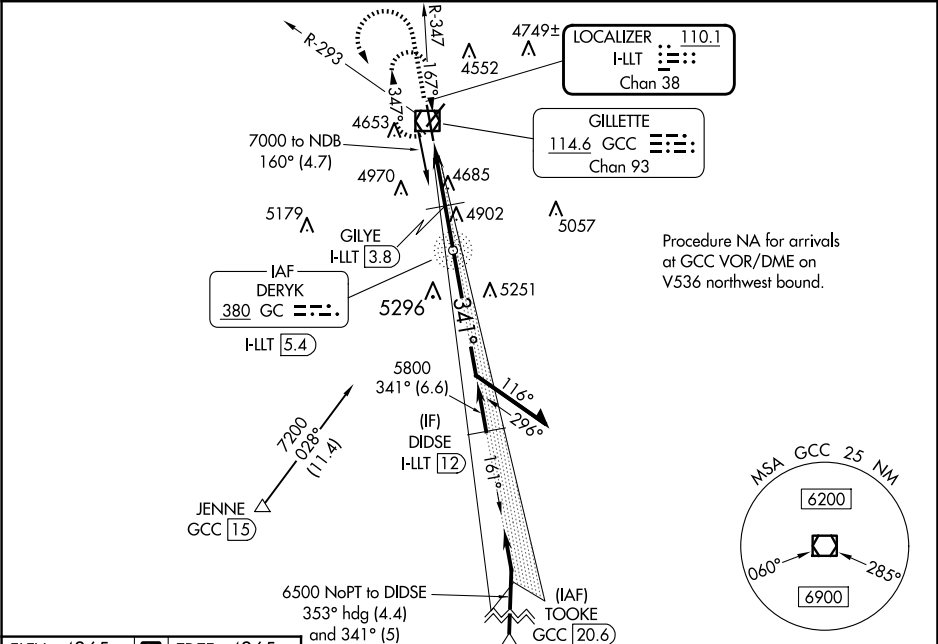 R-293
R-347
167°
347°
4749±
4552
LOCALIZER 110.1
I-LLT
Chan 38
GILLETTE
114.6 GCC
Chan 93
4653
7000 to NDB
160° (4.7)
4970
4685
5179
4902
5057
GILYE
I-LLT 3.8
Procedure NA for arrivals
at GCC VOR/DME on
V536 northwest bound.
IAF
DERYK
380 GC
I-LLT 5.4
5296
5251
341°
5800
341° (6.6)
116°
296°
(IF)
DIDSE
I-LLT 12
161°
7200
028°
(11.4)
JENNE
GCC 15
MSA GCC 25 NM
6200
060°
285°
6900
6500 NoPT to DIDSE
353° hdg (4.4)
and 341° (5)
(IAF)
TOOKE
GCC 20.6